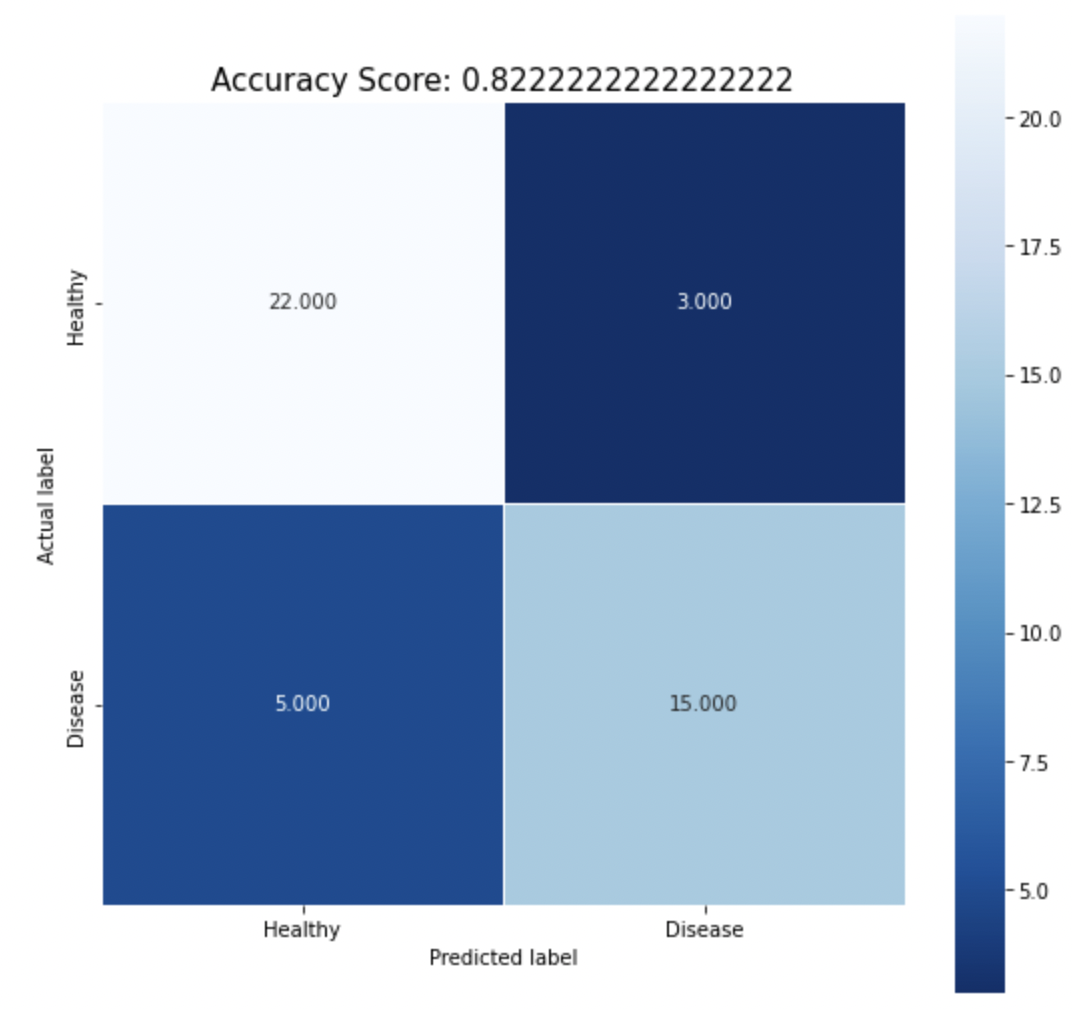 Accuracy Score: 0.8222222222222222
20.0
17.5
15.0
12.5
10.0
7.5
5.0
Actual label
Healthy
Disease
22.000
3.000
5.000
15.000
Healthy
Disease
Predicted label